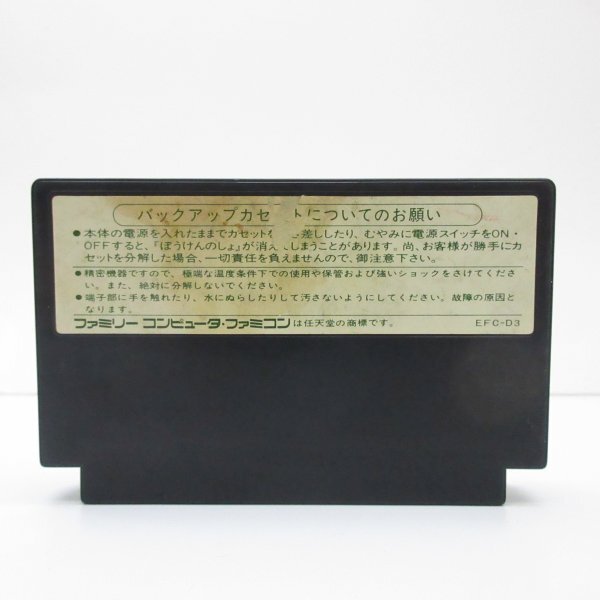 バックアップカセ トについてのお願い
●本体の電源を入れたままでカセット 差ししたり、むやみに電源スイッチをON・
OFFすると、「ぼうけんのしょ」が消え しまうことがあります。尚、お客様が勝手にカ
セットを分解した場合、一切責任を負えませんので、御注意下さい。
●精密機器ですので、極端な温度条件下での使用や保管および強いショックをさけてくださ
い。また、絶対に分解しないでください。
●端子部に手を触れたり、水にぬらしたりして汚さないようにしてください。故障の原因と
なります。
ファミリーコンピュータ・ファミコンは任天堂の商標です。 EFC-D3